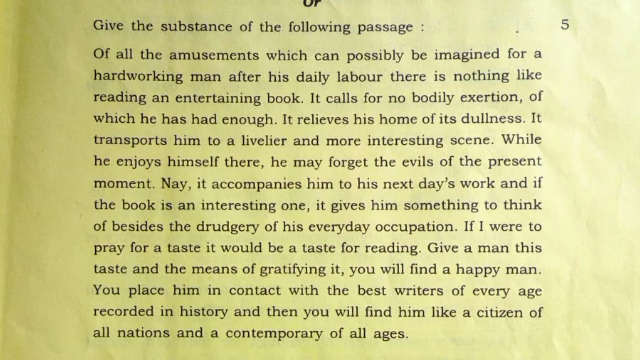 Or
Give the substance of the following passage : 5
Of all the amusements which can possibly be imagined for a
hardworking man after his daily labour there is nothing like
reading an entertaining book. It calls for no bodily exertion, of
which he has had enough. It relieves his home of its dullness. It
transports him to a livelier and more interesting scene. While
he enjoys himself there, he may forget the evils of the present
moment. Nay, it accompanies him to his next day's work and if
the book is an interesting one, it gives him something to think
of besides the drudgery of his everyday occupation. If I were to
pray for a taste it would be a taste for reading. Give a man this
taste and the means of gratifying it, you will find a happy man.
You place him in contact with the best writers of every age
recorded in history and then you will find him like a citizen of
all nations and a contemporary of all ages.